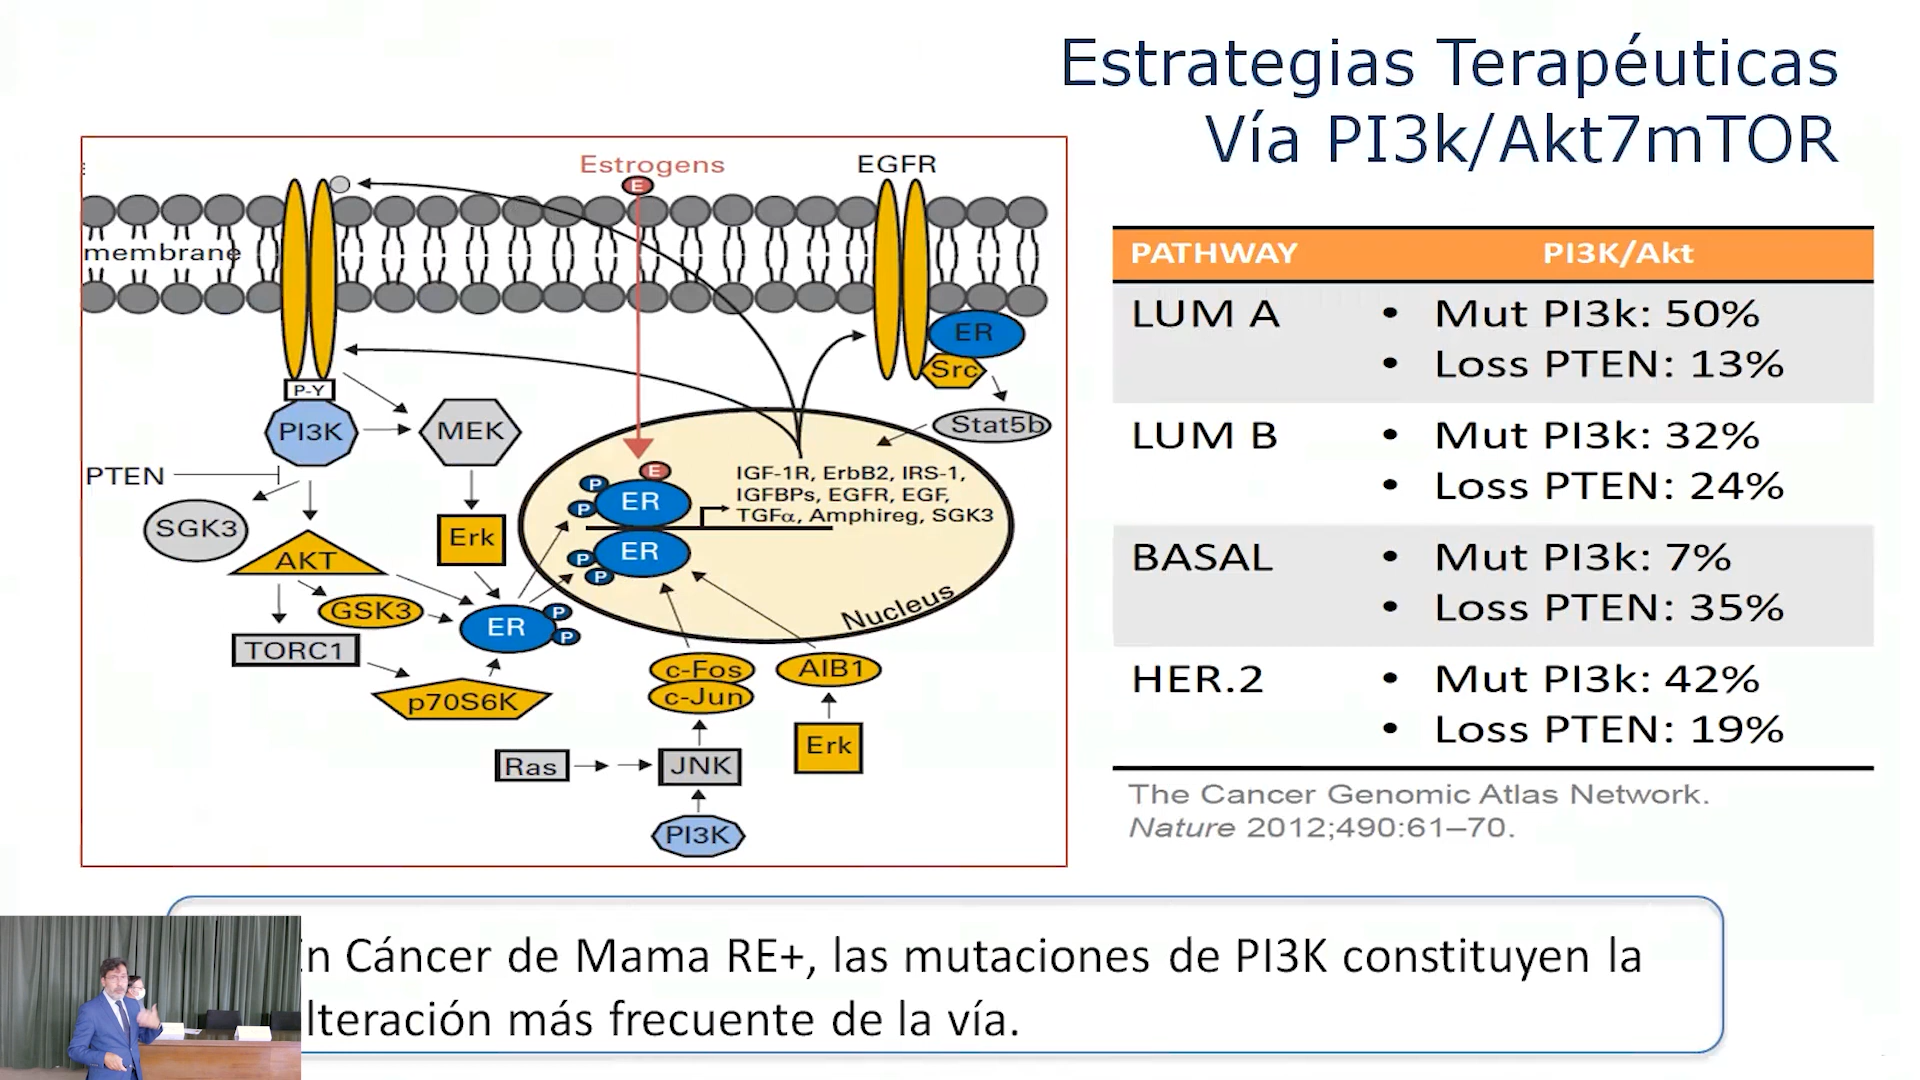 Estrategias Terapéuticas
Vía PI3k/Akt7mTOR
Estrogens
EGFR
E
membrane
ER
Src
P-Y
PI3K
MEK
Stat5b
PTEN
E
IGF-1R, ErbB2, IRS-1,
IGFBPs, EGFR, EGF,
TGFα, Amphireg, SGK3
P
ER
P
SGK3
AKT
Erk
P
ER
P
GSK3
Nucleus
ER
P
P
TORC1
p70S6K
c-Fos
c-Jun
AIB1
Erk
Ras
JNK
PI3K
PATHWAY PI3K/Akt
LUM A • Mut PI3k: 50%
• Loss PTEN: 13%
LUM B • Mut PI3k: 32%
• Loss PTEN: 24%
BASAL • Mut PI3k: 7%
• Loss PTEN: 35%
HER.2 • Mut PI3k: 42%
• Loss PTEN: 19%
The Cancer Genomic Atlas Network.
Nature 2012;490:61–70.
n Cáncer de Mama RE+, las mutaciones de PI3K constituyen la
lteración más frecuente de la vía.